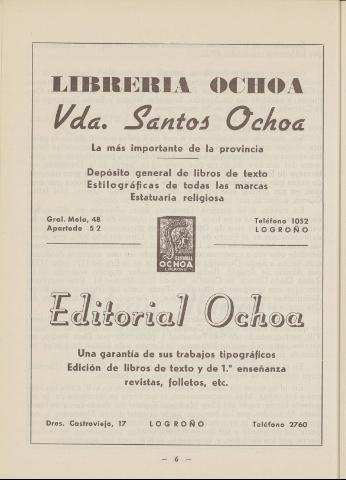 LIBRERIA OCHOA
Vda. Santos Ochoa
La más importante de la provincia
Depósito general de libros de texto
Estilográficas de todas las marcas
Estatuaria religiosa
Gral. Mola, 48
Apartado 52
Teléfono 1052
LOGROÑO
OCHOA
Editorial Ochoa
Una garantía de sus trabajos tipográficos
Edición de libros de texto y de 1.ª enseñanza
revistas, folletos, etc.
Dres. Castroviejo, 17 LOGROÑO Teléfono 2760
— 6 —